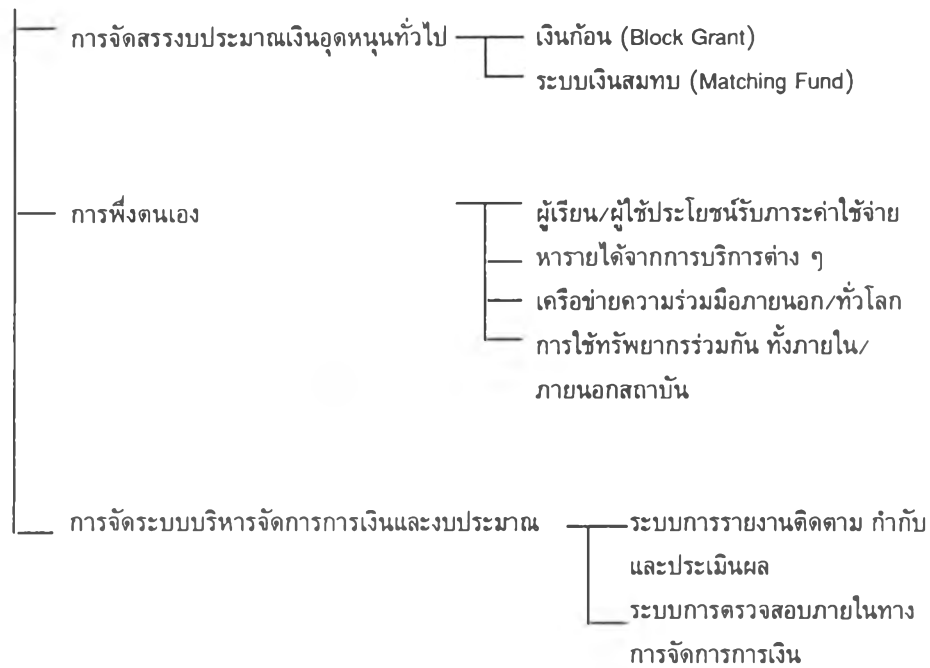 การจัดสรรงบประมาณเงินอุดหนุนทั่วไป
เงินก้อน (Block Grant)
ระบบเงินสมทบ (Matching Fund)
การพึ่งตนเอง
ผู้เรียน/ผู้ใช้ประโยชน์รับภาระค่าใช้จ่าย
หารายได้จากการบริการต่าง ๆ
เครือข่ายความร่วมมือภายนอก/ทั่วโลก
การใช้ทรัพยากรร่วมกัน ทั้งภายใน/
ภายนอกสถาบัน
การจัดระบบบริหารจัดการการเงินและงบประมาณ
ระบบการรายงานติดตาม กำกับ
และประเมินผล
ระบบการตรวจสอบภายในทาง
การจัดการการเงิน